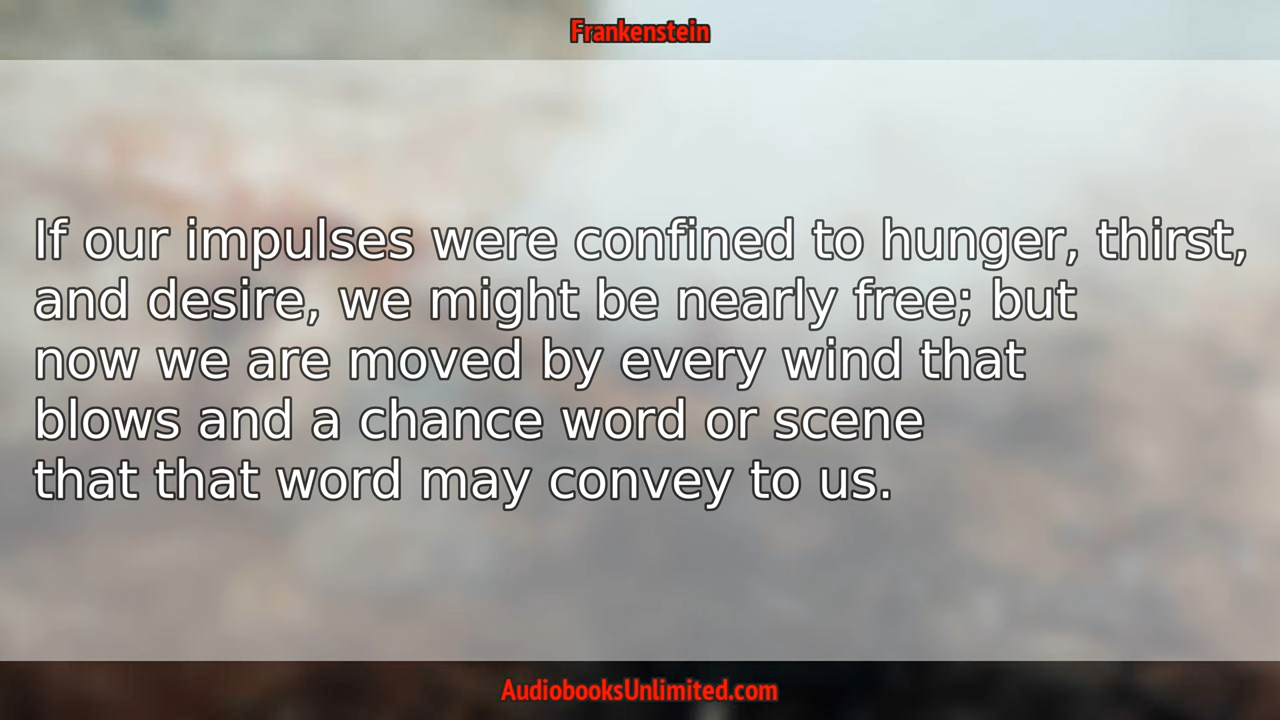 Frankenstein
If our impulses were confined to hunger, thirst,
and desire, we might be nearly free; but
now we are moved by every wind that
blows and a chance word or scene
that that word may convey to us.
AudiobooksUnlimited.com